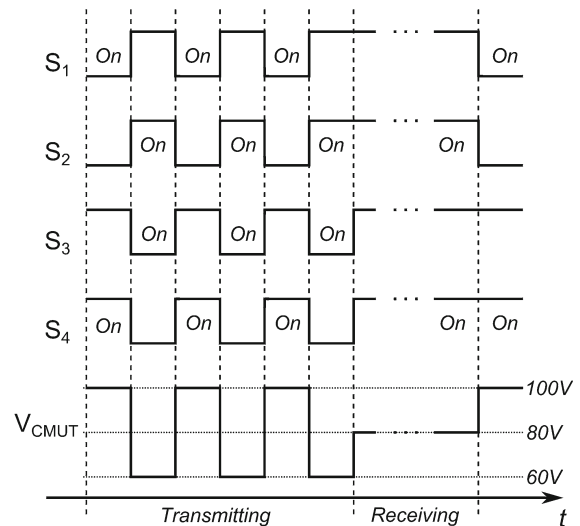 S1 On On On On
S2 On On On On
S3 On On On
S4 On On On On On
VCMUT 100V
80V
60V
Transmitting Receiving t